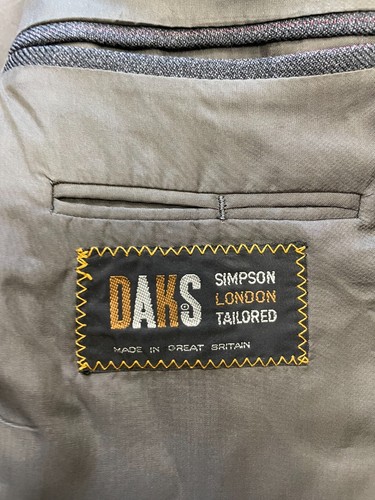 DAKS
SIMPSON
LONDON
TAILORED
MADE IN GREAT BRITAIN